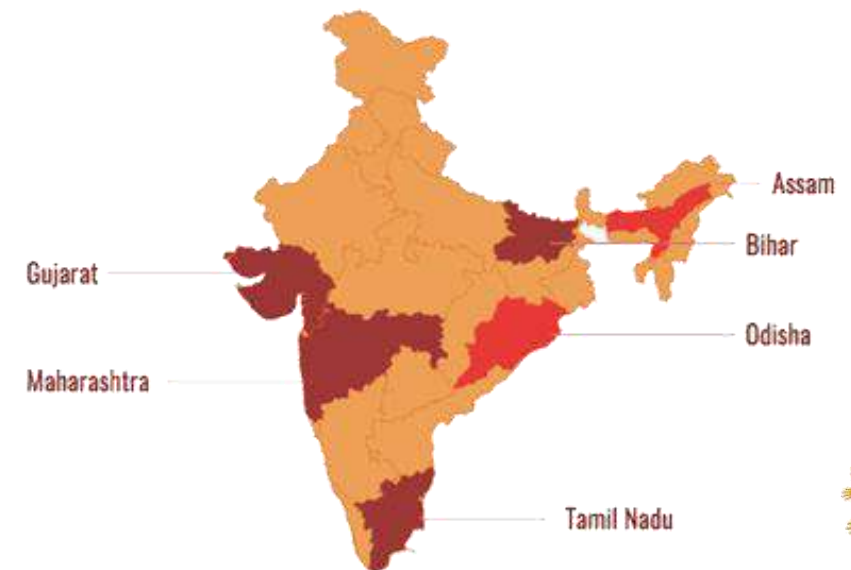 Assam
Bihar
Gujarat
Odisha
Maharashtra
Tamil Nadu